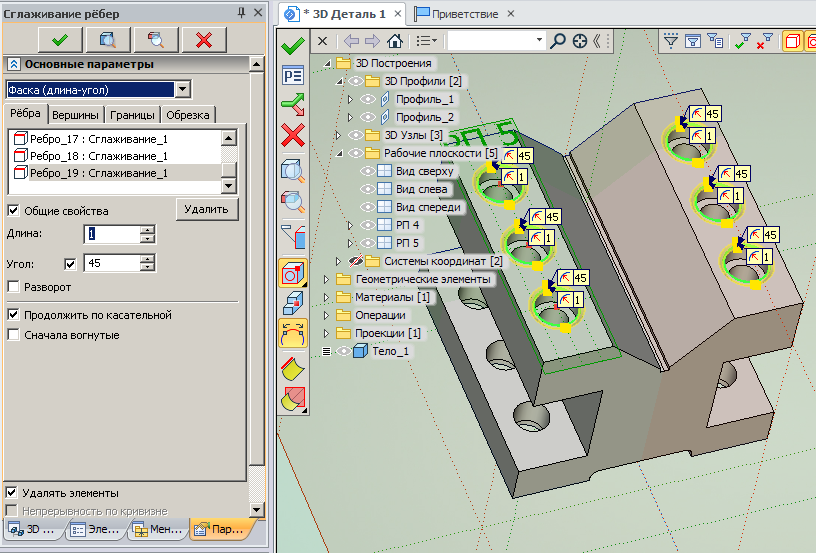 Сглаживание рёбер
Основные параметры
Фаска (длина-угол)
Рёбра
Вершины
Границы
Обрезка
Ребро_17 : Сглаживание_1
Ребро_18 : Сглаживание_1
Ребро_19 : Сглаживание_1
Общие свойства
Удалить
Длина:
1
Угол:
45
Разворот
Продолжить по касательной
Сначала вогнутые
Удалять элементы
Непрерывность по кривизне
3D ...
Эле...
Мен...
Пар...
* 3D Деталь 1
Приветствие
3D Построения
3D Профили [2]
Профиль_1
Профиль_2
3D Узлы [3]
Рабочие плоскости [5]
Вид сверху
Вид слева
Вид спереди
РП 4
РП 5
Системы координат [2]
Геометрические элементы
Материалы [1]
Операции
Проекции [1]
Тело_1
РП 5
45
1
45
1
45
1
45
1
45
1
45
1